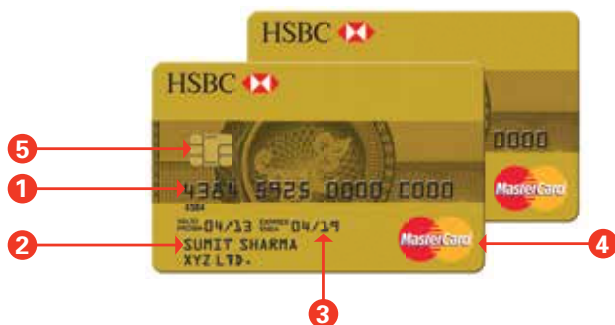 HSBC
HSBC
5
0000
MasterCard
1
4384 5925 0000 C000
4384
VALID FROM 04/13 EXPIRES END 04/19
2
SUMIT SHARMA
MasterCard
4
XYZ LTD.
3